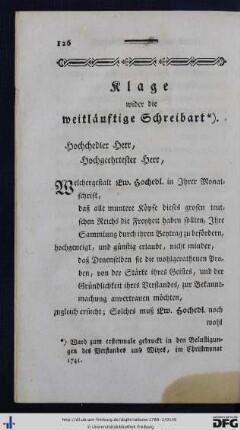 126
Klage
wider die
weitläuftige Schreibart*).
Hochedler Herr,
Hochgeehrtester Herr,
Welchergestalt Ew. Hochedl. in Ihrer Monat-
schrift,
daß alle muntere Köpfe dieses grosen teut-
schen Reichs die Freyheit haben sollten, Ihre
Sammlung durch ihren Beytrag zu befördern,
hochgeneigt, und günstig erlaubt, nicht minder,
daß Denenselben sie die wohlgerathenen Pro-
ben, von der Stärke ihres Geistes, und der
Gründlichkeit ihres Verstandes, zur Bekannt-
machung anvertrauen möchten,
zugleich ersucht; Solches muß Ew. Hochedl. noch
wohl
*) Ward zum erstenmale gedruckt in den Belustigun-
gen des Verstandes und Witzes, im Christmonat
1741.